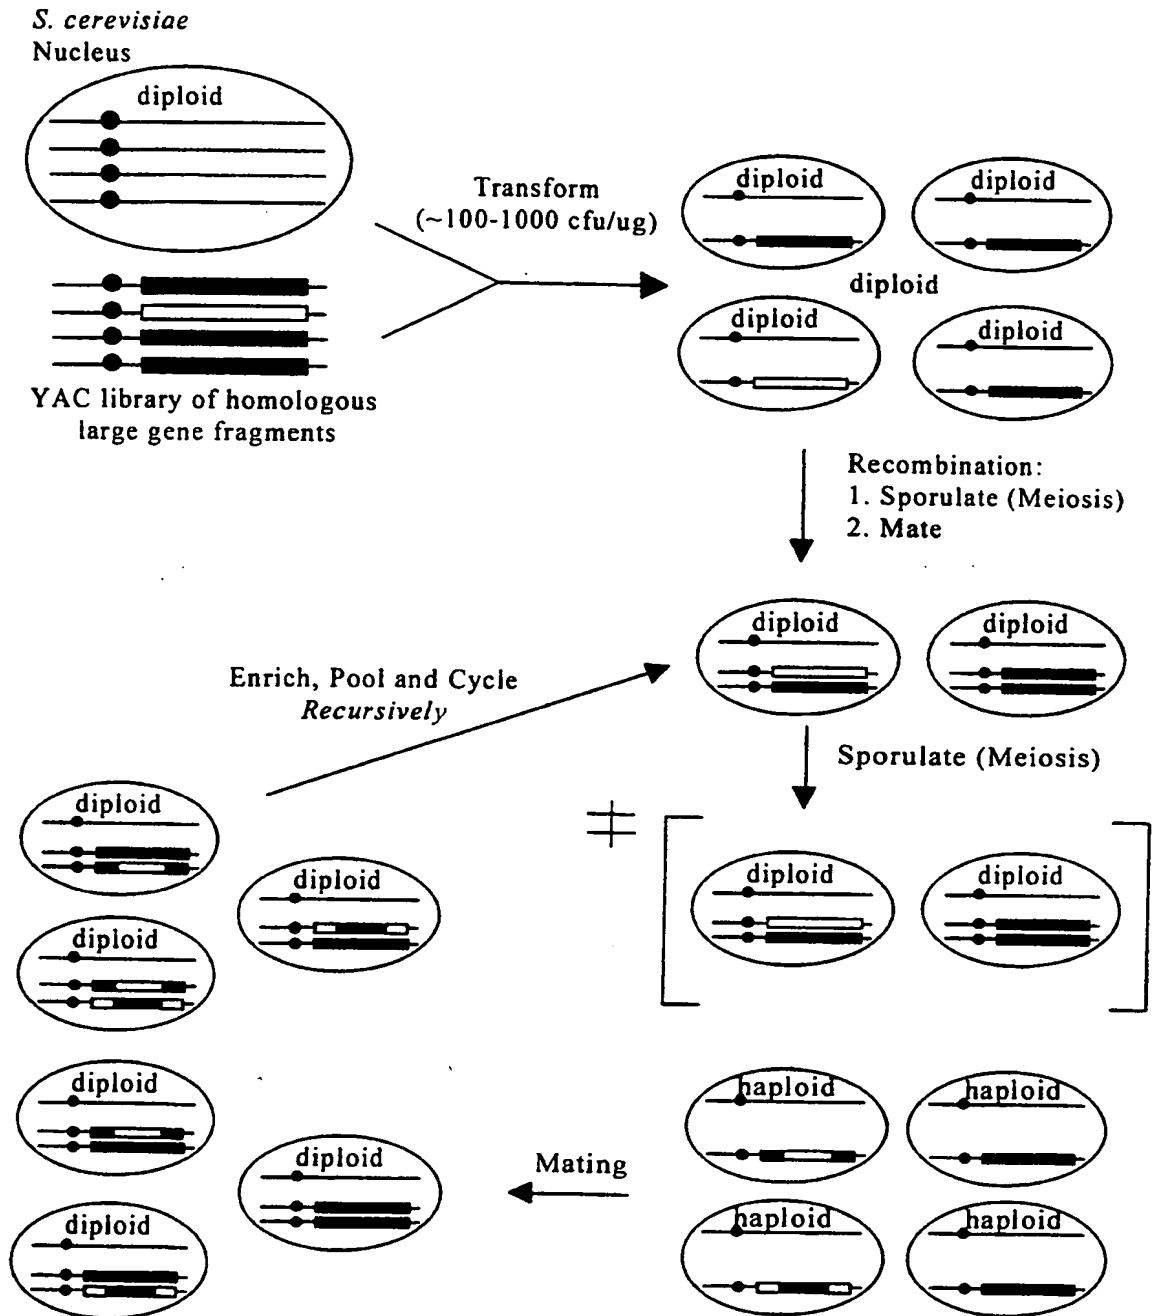 S. cerevisiae
Nucleus
diploid
YAC library of homologous
large gene fragments
Transform
(~100-1000 cfu/ug)
diploid
diploid
diploid
diploid
diploid
Recombination:
1. Sporulate (Meiosis)
2. Mate
diploid
diploid
Enrich, Pool and Cycle
Recursively
Sporulate (Meiosis)
diploid
diploid
diploid
diploid
diploid
diploid
diploid
diploid
Mating
haploid
haploid
haploid
haploid